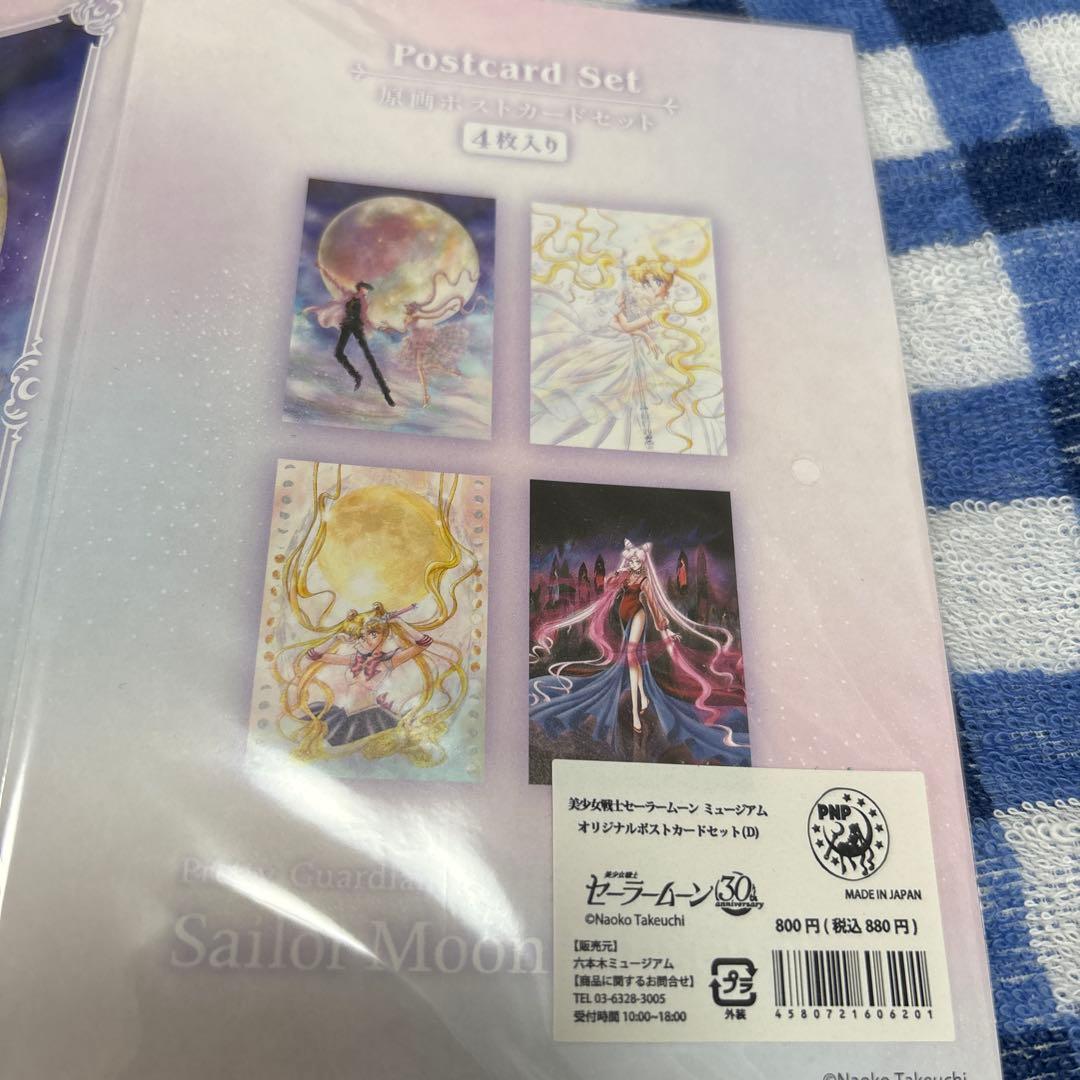 Postcard Set
原画ポストカードセット
4枚入り
Pretty Guardian
Sailor Moon
美少女戦士セーラームーン ミュージアム
オリジナルポストカードセット(D)
PNP
美少女戦士
セーラームーン 30th
anniversary
MADE IN JAPAN
©Naoko Takeuchi
800円(税込880円)
【販売元】
六本木ミュージアム
【商品に関するお問合せ】
TEL 03-6328-3005
受付時間 10:00~18:00
プラ
外装
4580721606201
©Naoko Takeuchi